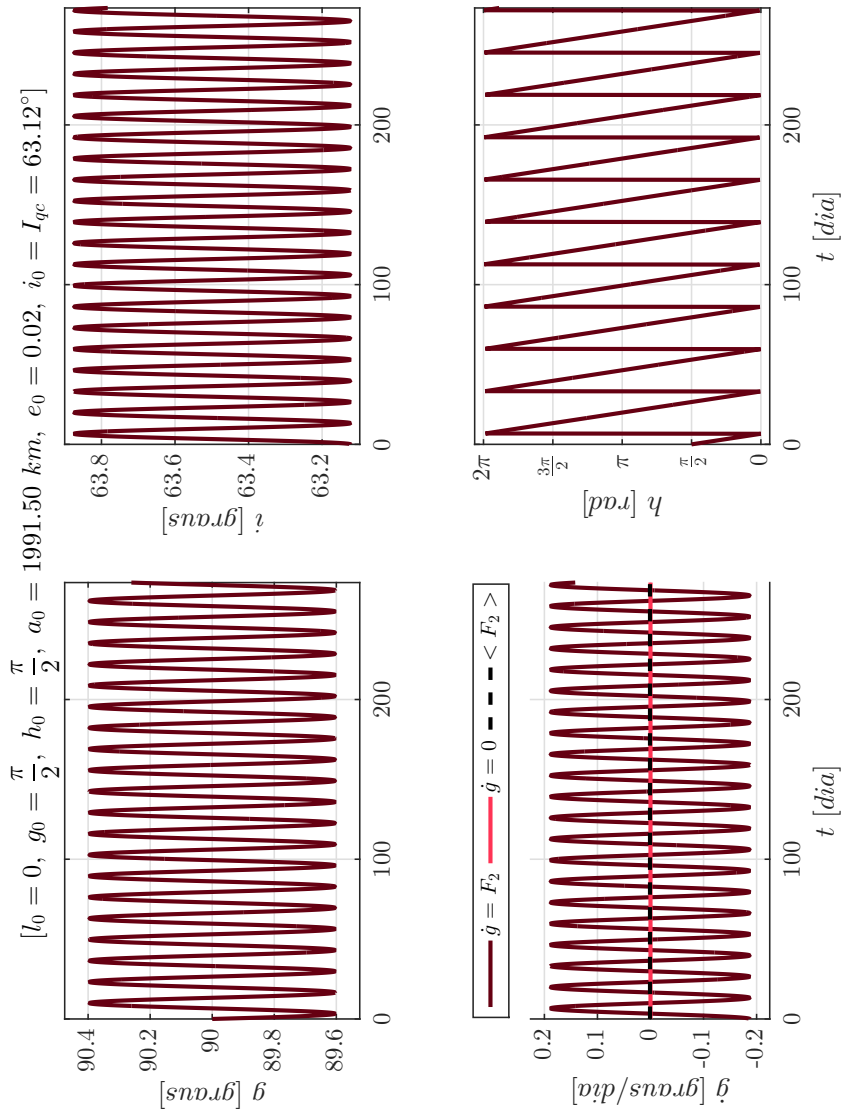 [l₀ = 0, g₀ = π/2, h₀ = π/2, a₀ = 1991.50 km, e₀ = 0.02, i₀ = I_qc = 63.12°]
g [graus]
90.4
90.2
90
89.8
89.6
0 100 200
i [graus]
63.8
63.6
63.4
63.2
0 100 200
ġ = F₂ ġ = 0 < F₂ >
ġ [graus/dia]
0.2
0.1
0
-0.1
-0.2
0 100 200
t [dia]
h [rad]
2π
3π/2
π
π/2
0
0 100 200
t [dia]